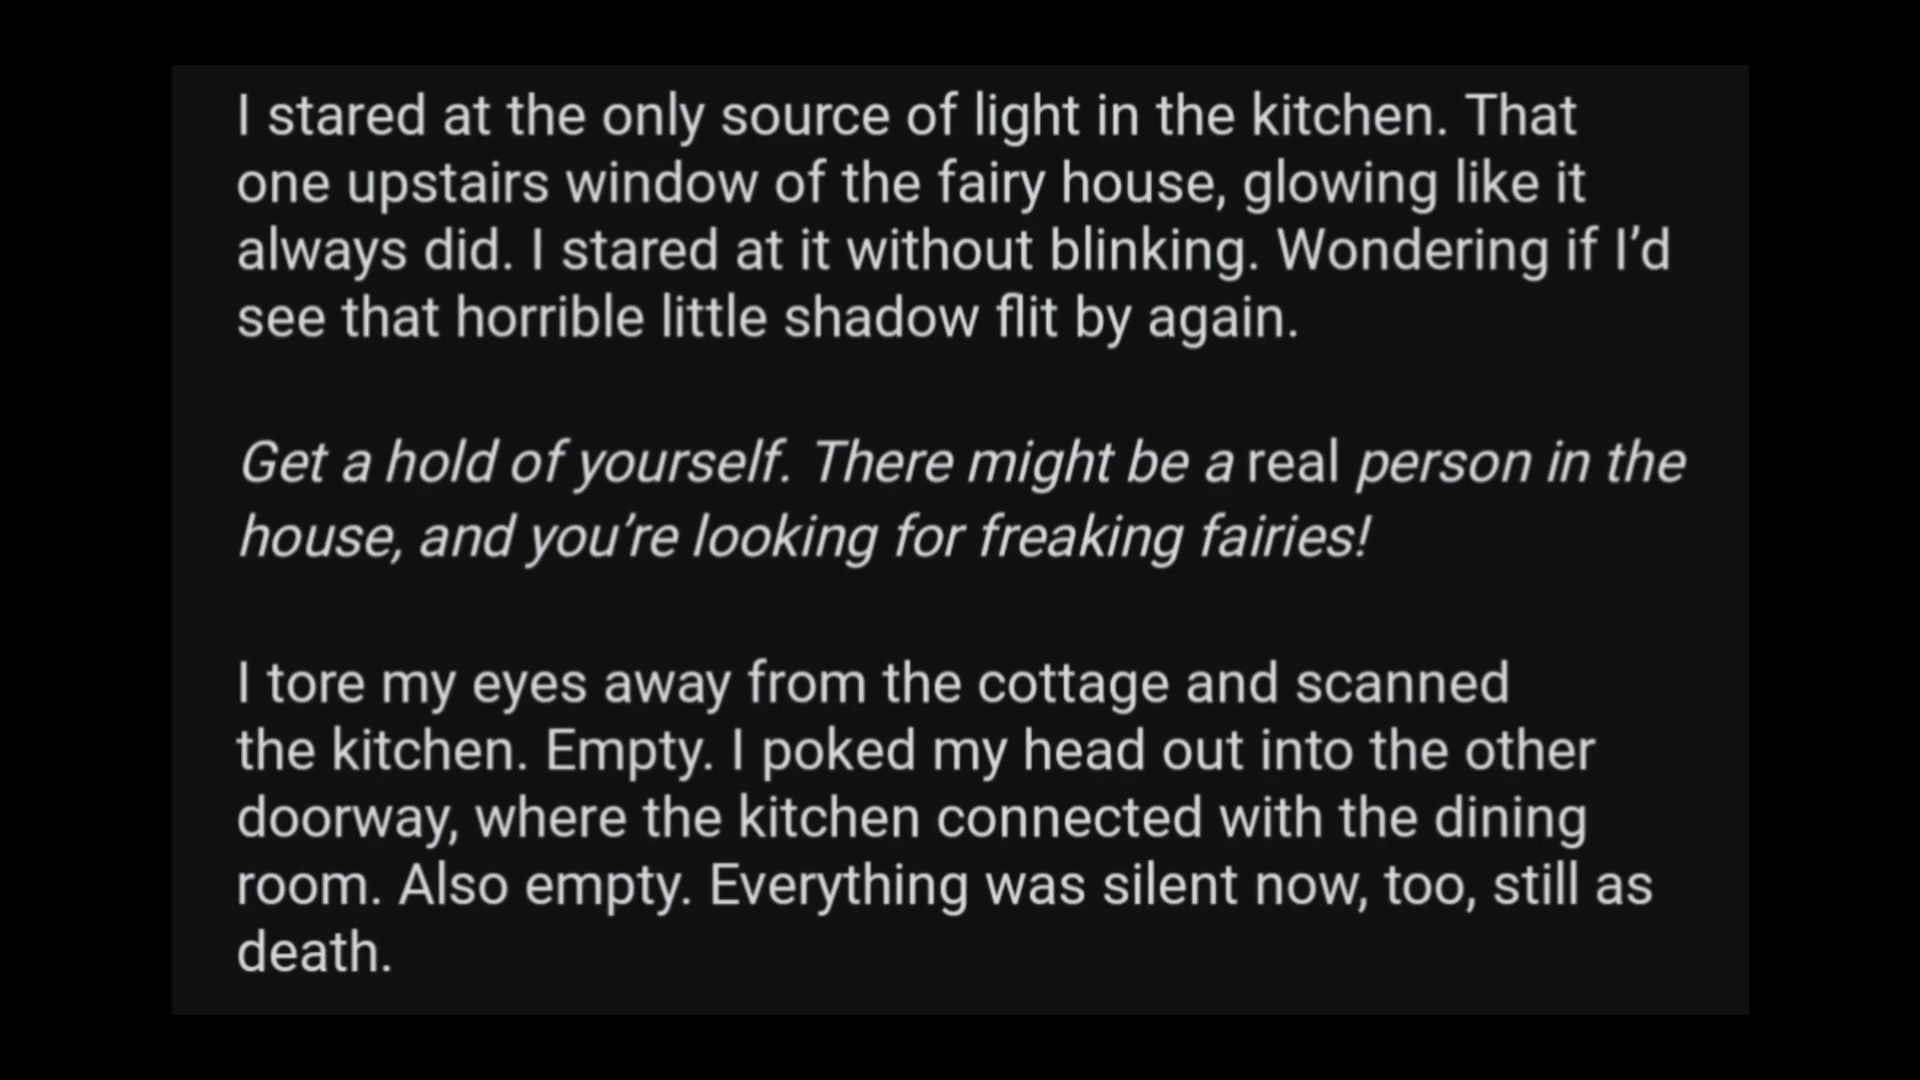 I stared at the only source of light in the kitchen. That
one upstairs window of the fairy house, glowing like it
always did. I stared at it without blinking. Wondering if I’d
see that horrible little shadow flit by again.
Get a hold of yourself. There might be a real person in the
house, and you’re looking for freaking fairies!
I tore my eyes away from the cottage and scanned
the kitchen. Empty. I poked my head out into the other
doorway, where the kitchen connected with the dining
room. Also empty. Everything was silent now, too, still as
death.